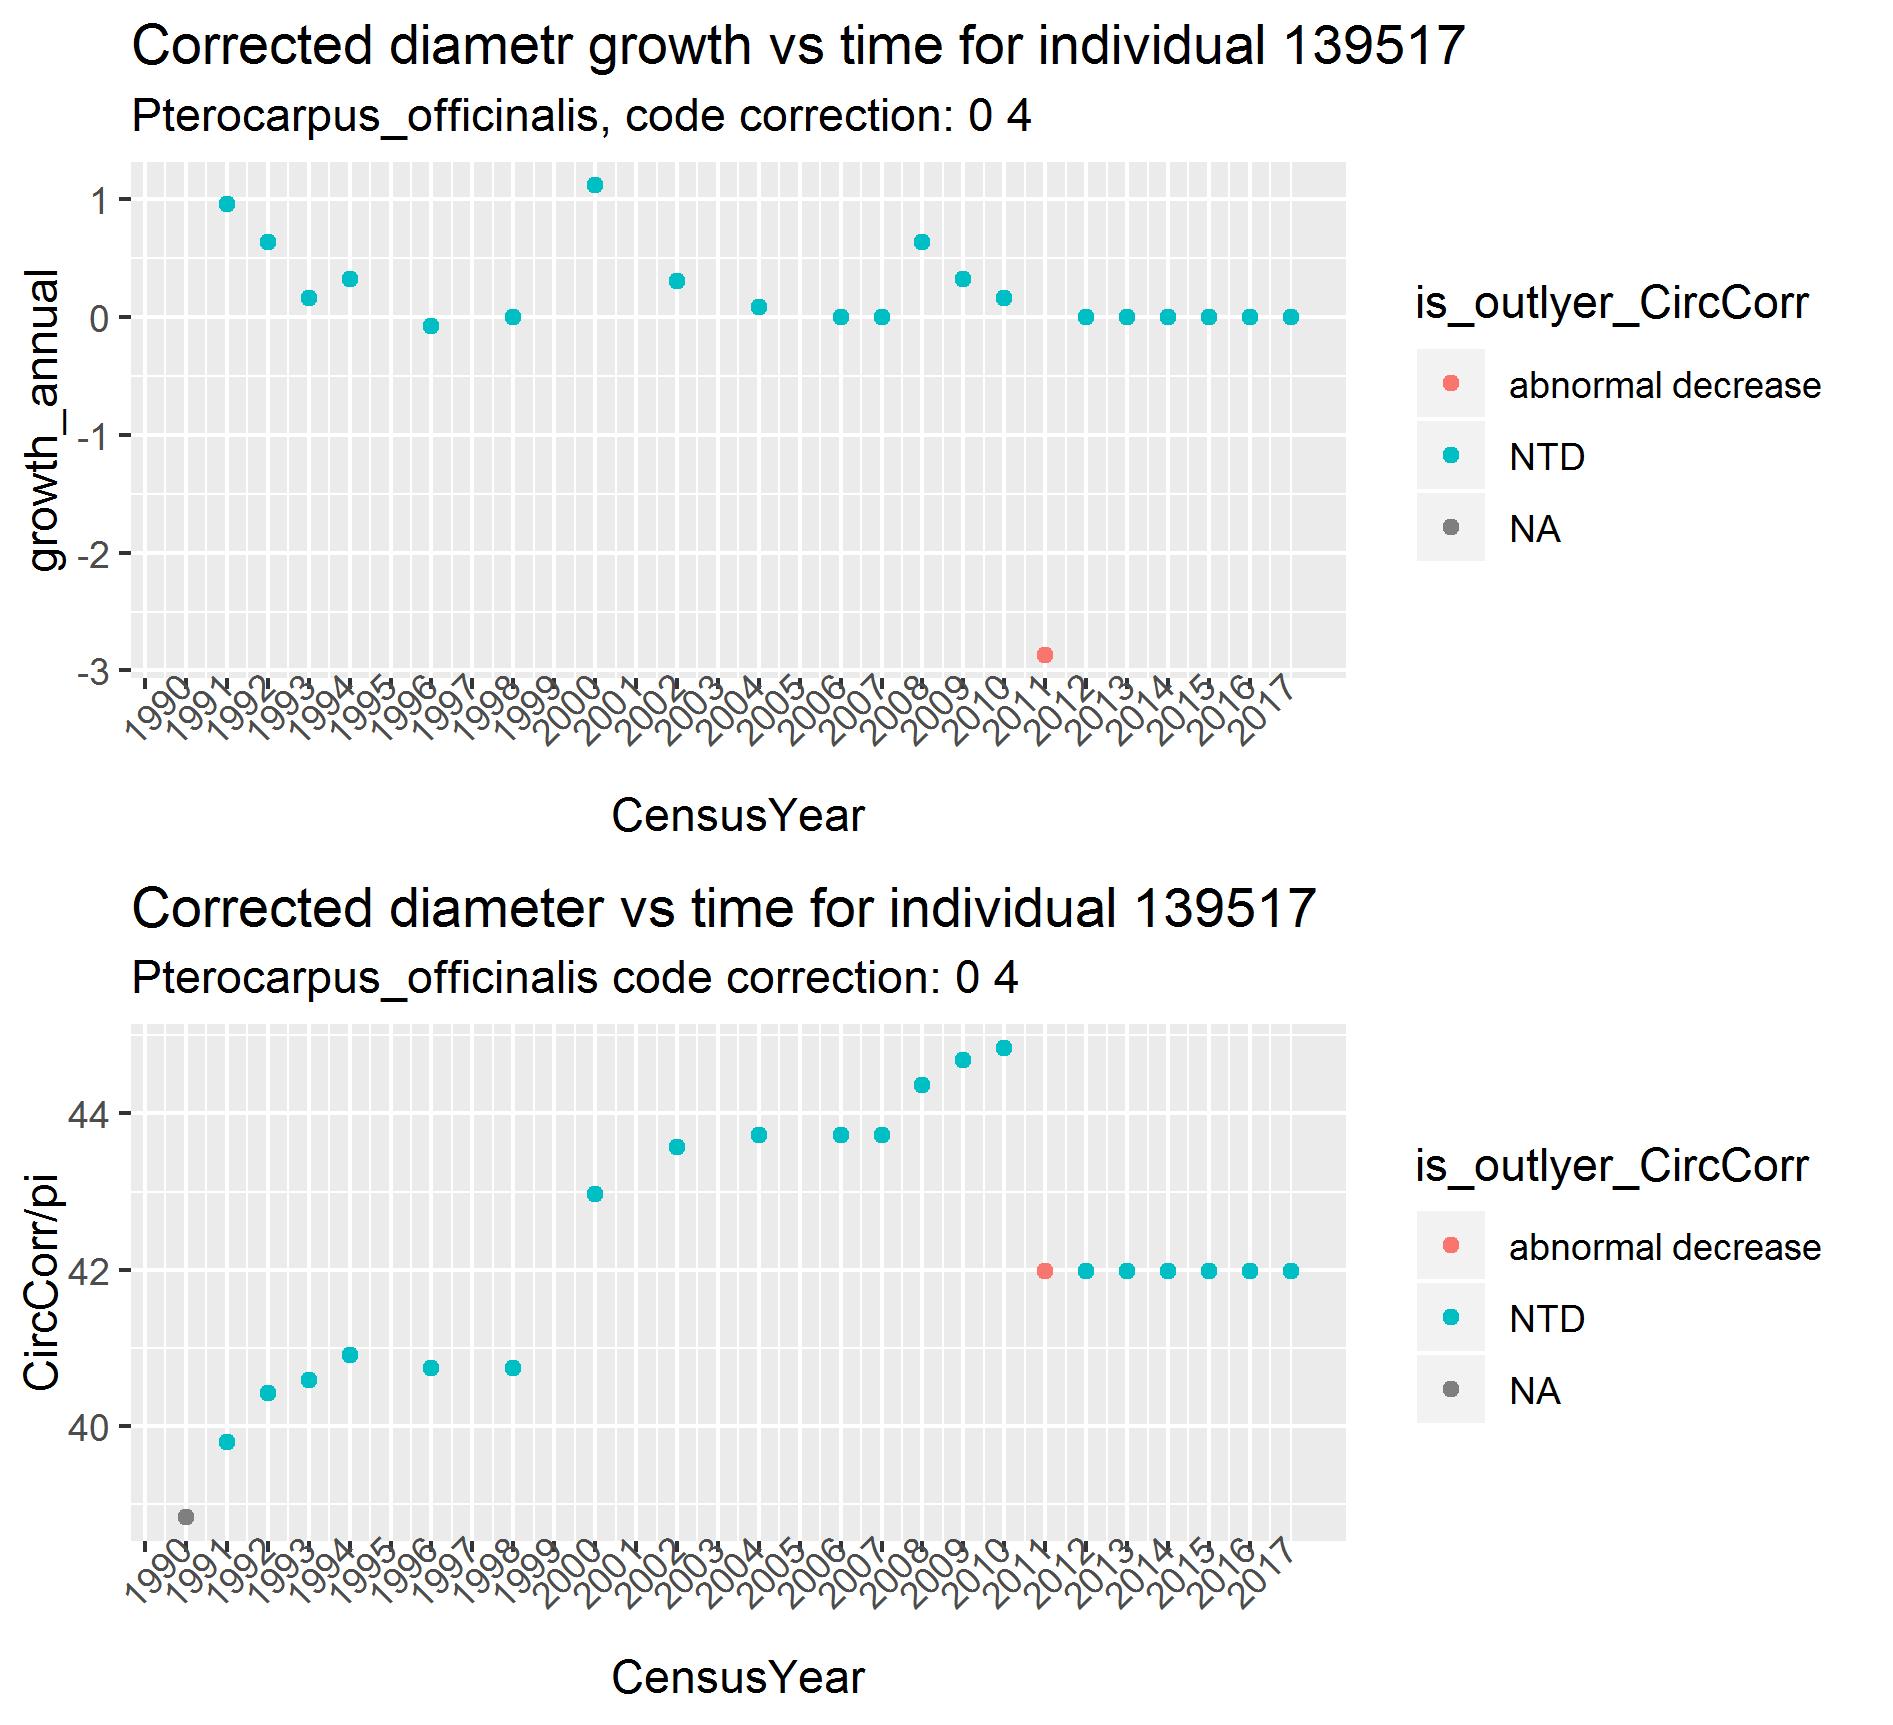 Corrected diametr growth vs time for individual 139517
Pterocarpus_officinalis, code correction: 0 4
growth_annual
1
0
-1
-2
-3
1990 1991 1992 1993 1994 1995 1996 1997 1998 1999 2000 2001 2002 2003 2004 2005 2006 2007 2008 2009 2010 2011 2012 2013 2014 2015 2016 2017
CensusYear
is_outlyer_CircCorr
abnormal decrease
NTD
NA
Corrected diameter vs time for individual 139517
Pterocarpus_officinalis code correction: 0 4
CircCorr/pi
44
42
40
1990 1991 1992 1993 1994 1995 1996 1997 1998 1999 2000 2001 2002 2003 2004 2005 2006 2007 2008 2009 2010 2011 2012 2013 2014 2015 2016 2017
CensusYear
is_outlyer_CircCorr
abnormal decrease
NTD
NA